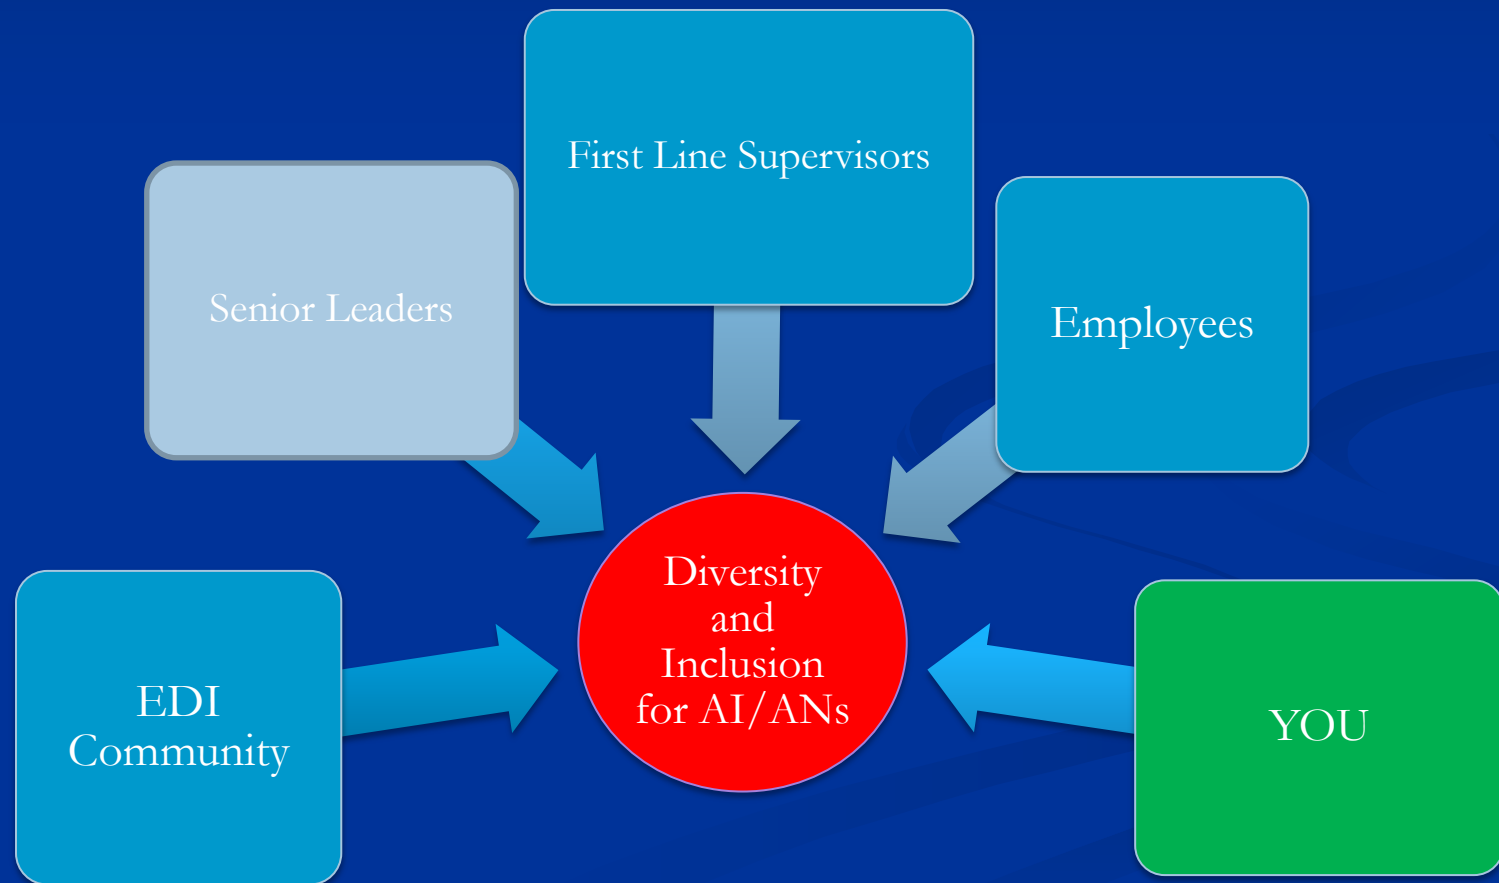 First Line Supervisors
Senior Leaders
Employees
Diversity
and
Inclusion
for AI/ANs
EDI
Community
YOU